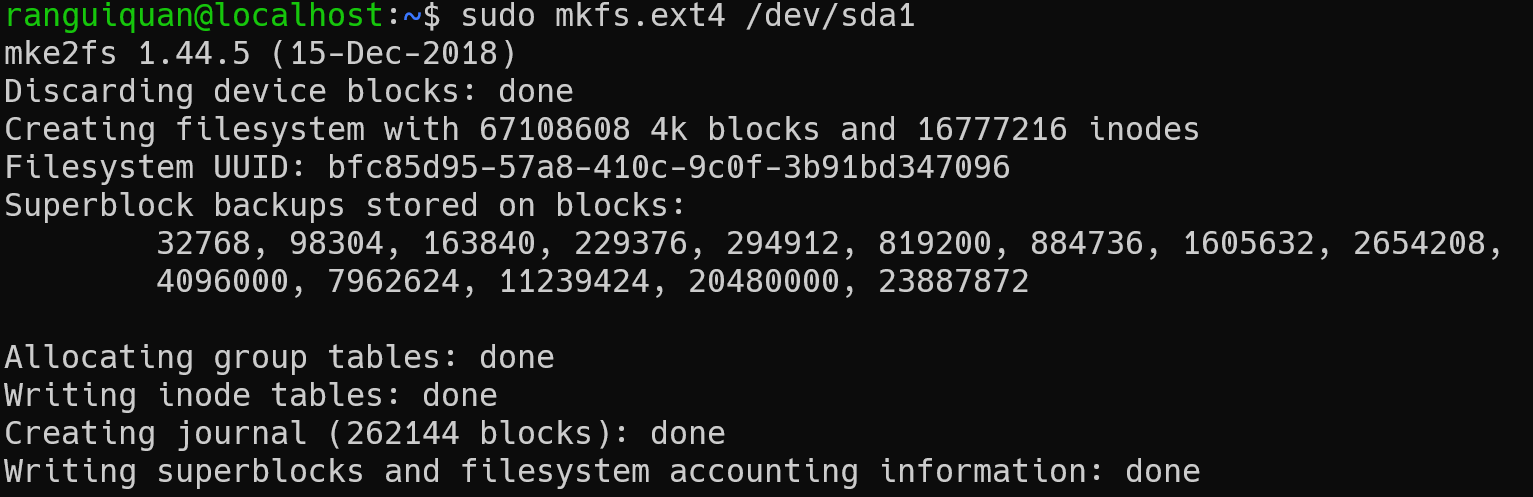 ranguiquan@localhost:~$ sudo mkfs.ext4 /dev/sda1
mke2fs 1.44.5 (15-Dec-2018)
Discarding device blocks: done
Creating filesystem with 67108608 4k blocks and 16777216 inodes
Filesystem UUID: bfc85d95-57a8-410c-9c0f-3b91bd347096
Superblock backups stored on blocks:
32768, 98304, 163840, 229376, 294912, 819200, 884736, 1605632, 2654208,
4096000, 7962624, 11239424, 20480000, 23887872
Allocating group tables: done
Writing inode tables: done
Creating journal (262144 blocks): done
Writing superblocks and filesystem accounting information: done